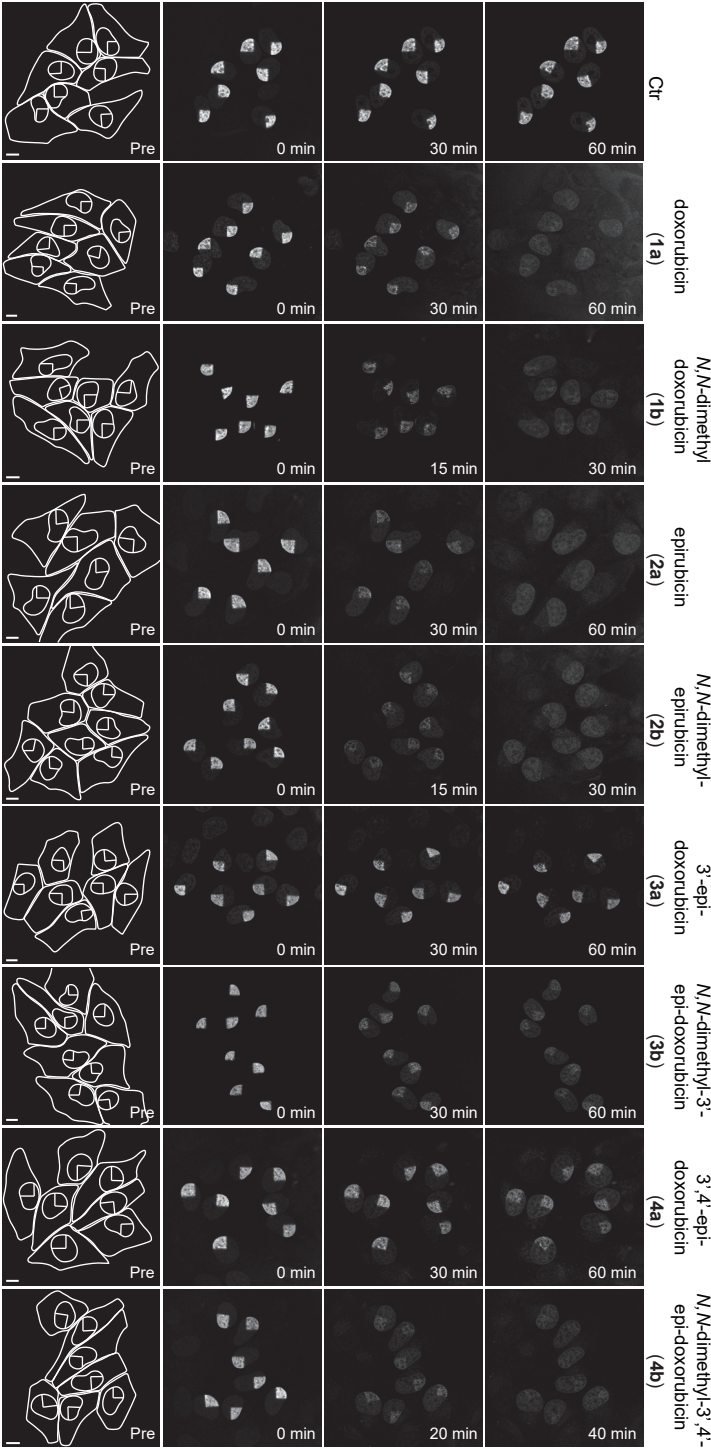 Pre
0 min
30 min
60 min
Ctr
Pre
0 min
30 min
60 min
doxorubicin
(1a)
Pre
0 min
15 min
30 min
N,N-dimethyl
doxorubicin
(1b)
Pre
0 min
30 min
60 min
epirubicin
(2a)
Pre
0 min
15 min
30 min
N,N-dimethyl-
epirubicin
(2b)
Pre
0 min
30 min
60 min
3'-epi-
doxorubicin
(3a)
Pre
0 min
30 min
60 min
N,N-dimethyl-3'-
epi-doxorubicin
(3b)
Pre
0 min
30 min
60 min
3',4'-epi-
doxorubicin
(4a)
Pre
0 min
20 min
40 min
N,N-dimethyl-3',4'-
epi-doxorubicin
(4b)